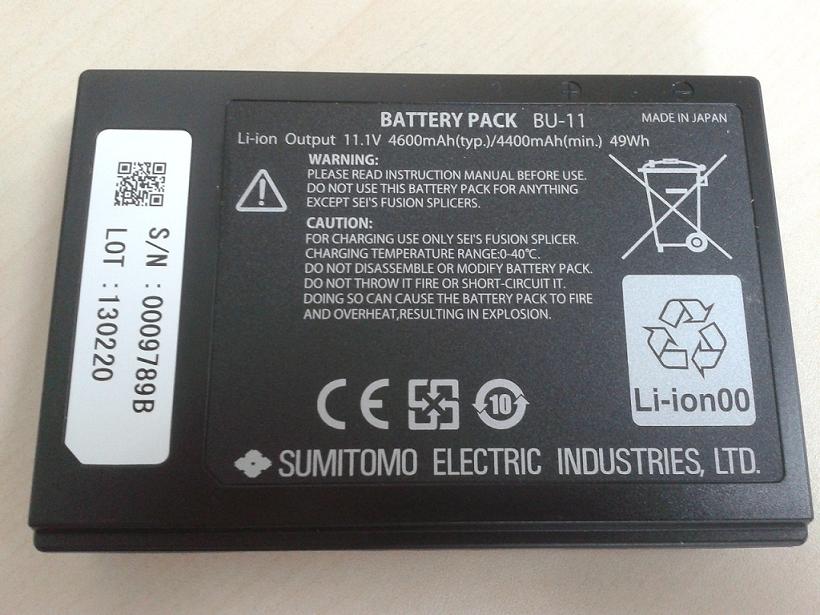 BATTERY PACK BU-11 MADE IN JAPAN
Li-ion Output 11.1V 4600mAh(typ.)/4400mAh(min.) 49Wh
WARNING:
PLEASE READ INSTRUCTION MANUAL BEFORE USE.
DO NOT USE THIS BATTERY PACK FOR ANYTHING
EXCEPT SEI'S FUSION SPLICERS.
CAUTION:
FOR CHARGING USE ONLY SEI'S FUSION SPLICER.
CHARGING TEMPERATURE RANGE:0-40℃.
DO NOT DISASSEMBLE OR MODIFY BATTERY PACK.
DO NOT THROW IT FIRE OR SHORT-CIRCUIT IT.
DOING SO CAN CAUSE THE BATTERY PACK TO FIRE
AND OVERHEAT,RESULTING IN EXPLOSION.
Li-ion00
CE 10
SUMITOMO ELECTRIC INDUSTRIES, LTD.
S/N :0009789B
LOT :130220